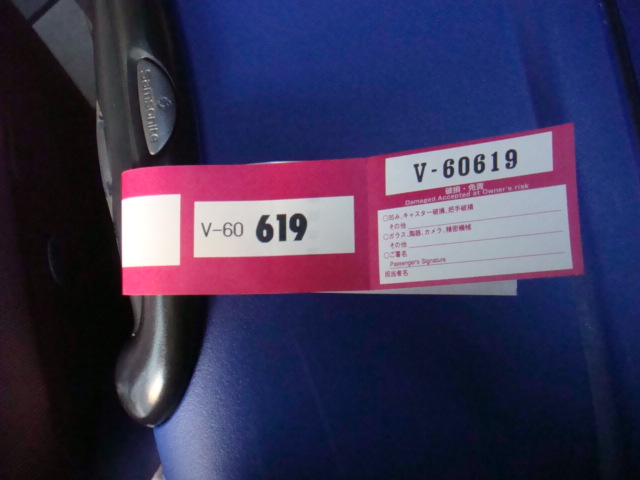 Samsonite
V-60 619
V-60619
破損・免責
Damaged Accepted at Owner's risk
○凹み、キャスター破損、把手破損
その他
○ガラス、陶器、カメラ、精密機械
その他
○ご署名
Passenger's Signature
担当者名